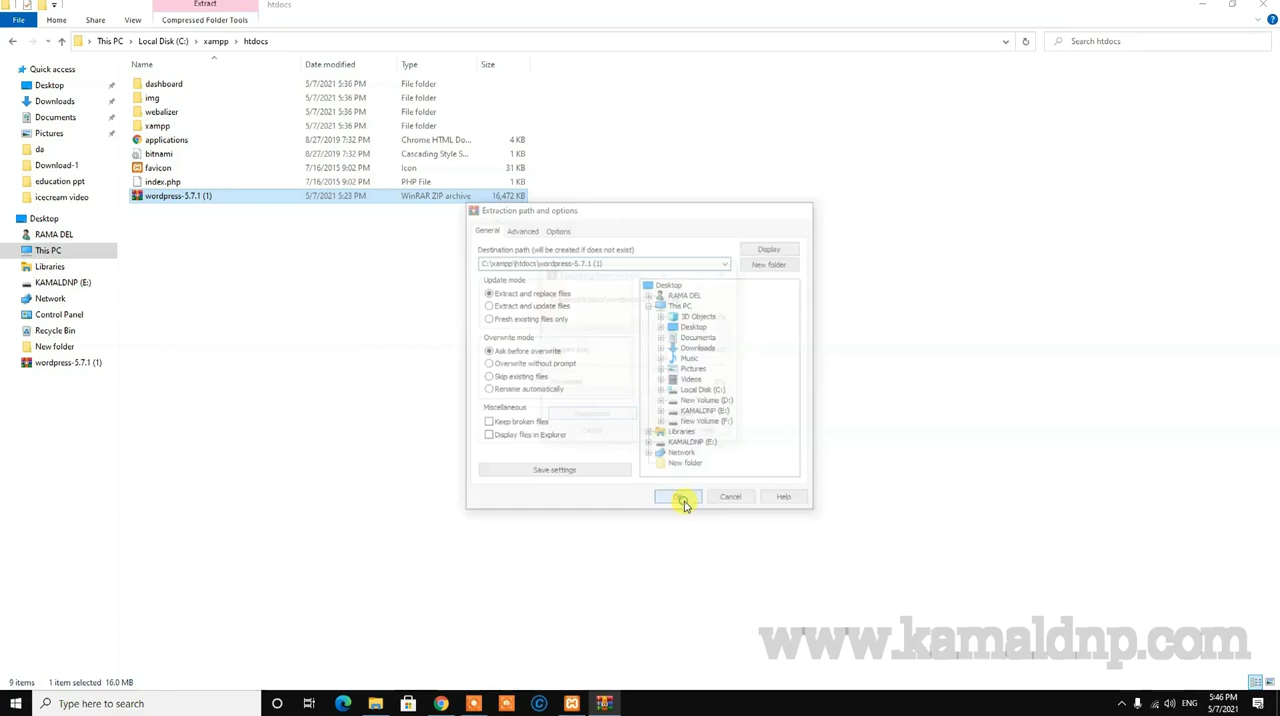 Extract
htdocs
File Home Share View Compressed Folder Tools
This PC Local Disk (C:) xampp htdocs Search htdocs
Name Date modified Type Size
Quick access
Desktop
Downloads
Documents
Pictures
da
Download-1
education ppt
icecream video
Desktop
RAMA DEL
This PC
Libraries
KAMALDNP (E:)
Network
Control Panel
Recycle Bin
New folder
wordpress-5.7.1 (1)
dashboard 5/7/2021 5:36 PM File folder
img 5/7/2021 5:36 PM File folder
webalizer 5/7/2021 5:36 PM File folder
xampp 5/7/2021 5:36 PM File folder
applications 8/27/2019 7:32 PM Chrome HTML Do... 4 KB
bitnami 8/27/2019 7:32 PM Cascading Style S... 1 KB
favicon 7/16/2015 9:02 PM Icon 31 KB
index.php 7/16/2015 9:02 PM PHP File 1 KB
wordpress-5.7.1 (1) 5/7/2021 5:23 PM WinRAR ZIP archive 16,472 KB
Extraction path and options
General Advanced Options
Destination path (will be created if does not exist)
C:\xampp\htdocs\wordpress-5.7.1 (1)
Display
New folder
Update mode
Extract and replace files
Extract and update files
Fresh existing files only
Overwrite mode
Ask before overwrite
Overwrite without prompt
Skip existing files
Rename automatically
Miscellaneous
Keep broken files
Display files in Explorer
Save settings
Desktop
RAMA DEL
This PC
3D Objects
Desktop
Documents
Downloads
Music
Pictures
Videos
Local Disk (C:)
New Volume (D:)
KAMALDNP (E:)
New Volume (F:)
Libraries
KAMALDNP (E:)
Network
New folder
Cancel Help
www.kamaldnp.com
9 items 1 item selected 16.0 MB
Type here to search
ENG
5:46 PM
5/7/2021